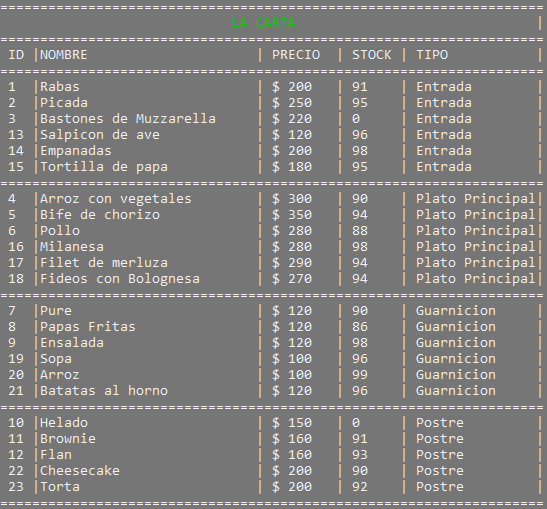 ====================================================================
LA CARTA |
====================================================================
ID |NOMBRE | PRECIO | STOCK | TIPO |
====================================================================
1 |Rabas | $ 200 | 91 | Entrada |
2 |Picada | $ 250 | 95 | Entrada |
3 |Bastones de Muzzarella | $ 220 | 0 | Entrada |
13 |Salpicon de ave | $ 120 | 96 | Entrada |
14 |Empanadas | $ 200 | 98 | Entrada |
15 |Tortilla de papa | $ 180 | 95 | Entrada |
====================================================================
4 |Arroz con vegetales | $ 300 | 90 | Plato Principal|
5 |Bife de chorizo | $ 350 | 94 | Plato Principal|
6 |Pollo | $ 280 | 88 | Plato Principal|
16 |Milanesa | $ 280 | 98 | Plato Principal|
17 |Filet de merluza | $ 290 | 94 | Plato Principal|
18 |Fideos con Bolognesa | $ 270 | 94 | Plato Principal|
====================================================================
7 |Pure | $ 120 | 90 | Guarnicion |
8 |Papas Fritas | $ 120 | 86 | Guarnicion |
9 |Ensalada | $ 120 | 98 | Guarnicion |
19 |Sopa | $ 100 | 96 | Guarnicion |
20 |Arroz | $ 100 | 99 | Guarnicion |
21 |Batatas al horno | $ 120 | 96 | Guarnicion |
====================================================================
10 |Helado | $ 150 | 0 | Postre |
11 |Brownie | $ 160 | 91 | Postre |
12 |Flan | $ 160 | 93 | Postre |
22 |Cheesecake | $ 200 | 90 | Postre |
23 |Torta | $ 200 | 92 | Postre |
====================================================================